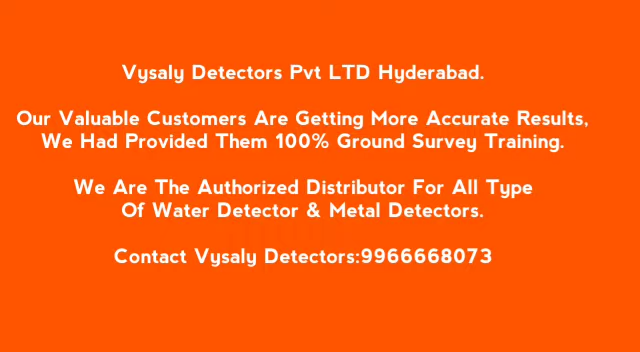 Vysaly Detectors Pvt LTD Hyderabad.
Our Valuable Customers Are Getting More Accurate Results,
We Had Provided Them 100% Ground Survey Training.
We Are The Authorized Distributor For All Type
Of Water Detector & Metal Detectors.
Contact Vysaly Detectors:9966668073